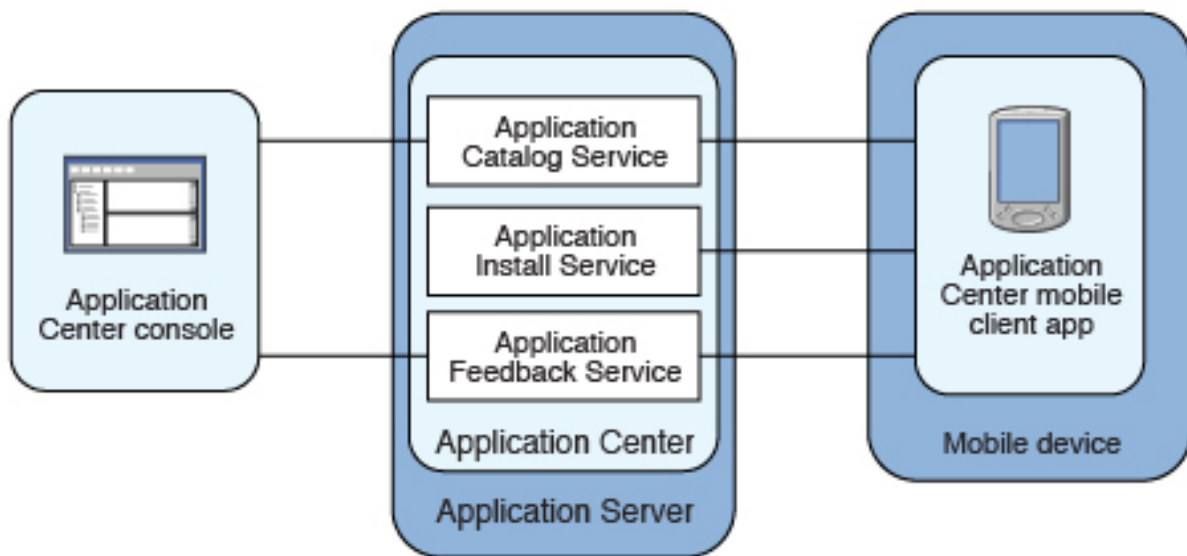 Application
Center console
Application
Catalog Service
Application
Install Service
Application
Feedback Service
Application Center
Application Server
Application
Center mobile
client app
Mobile device